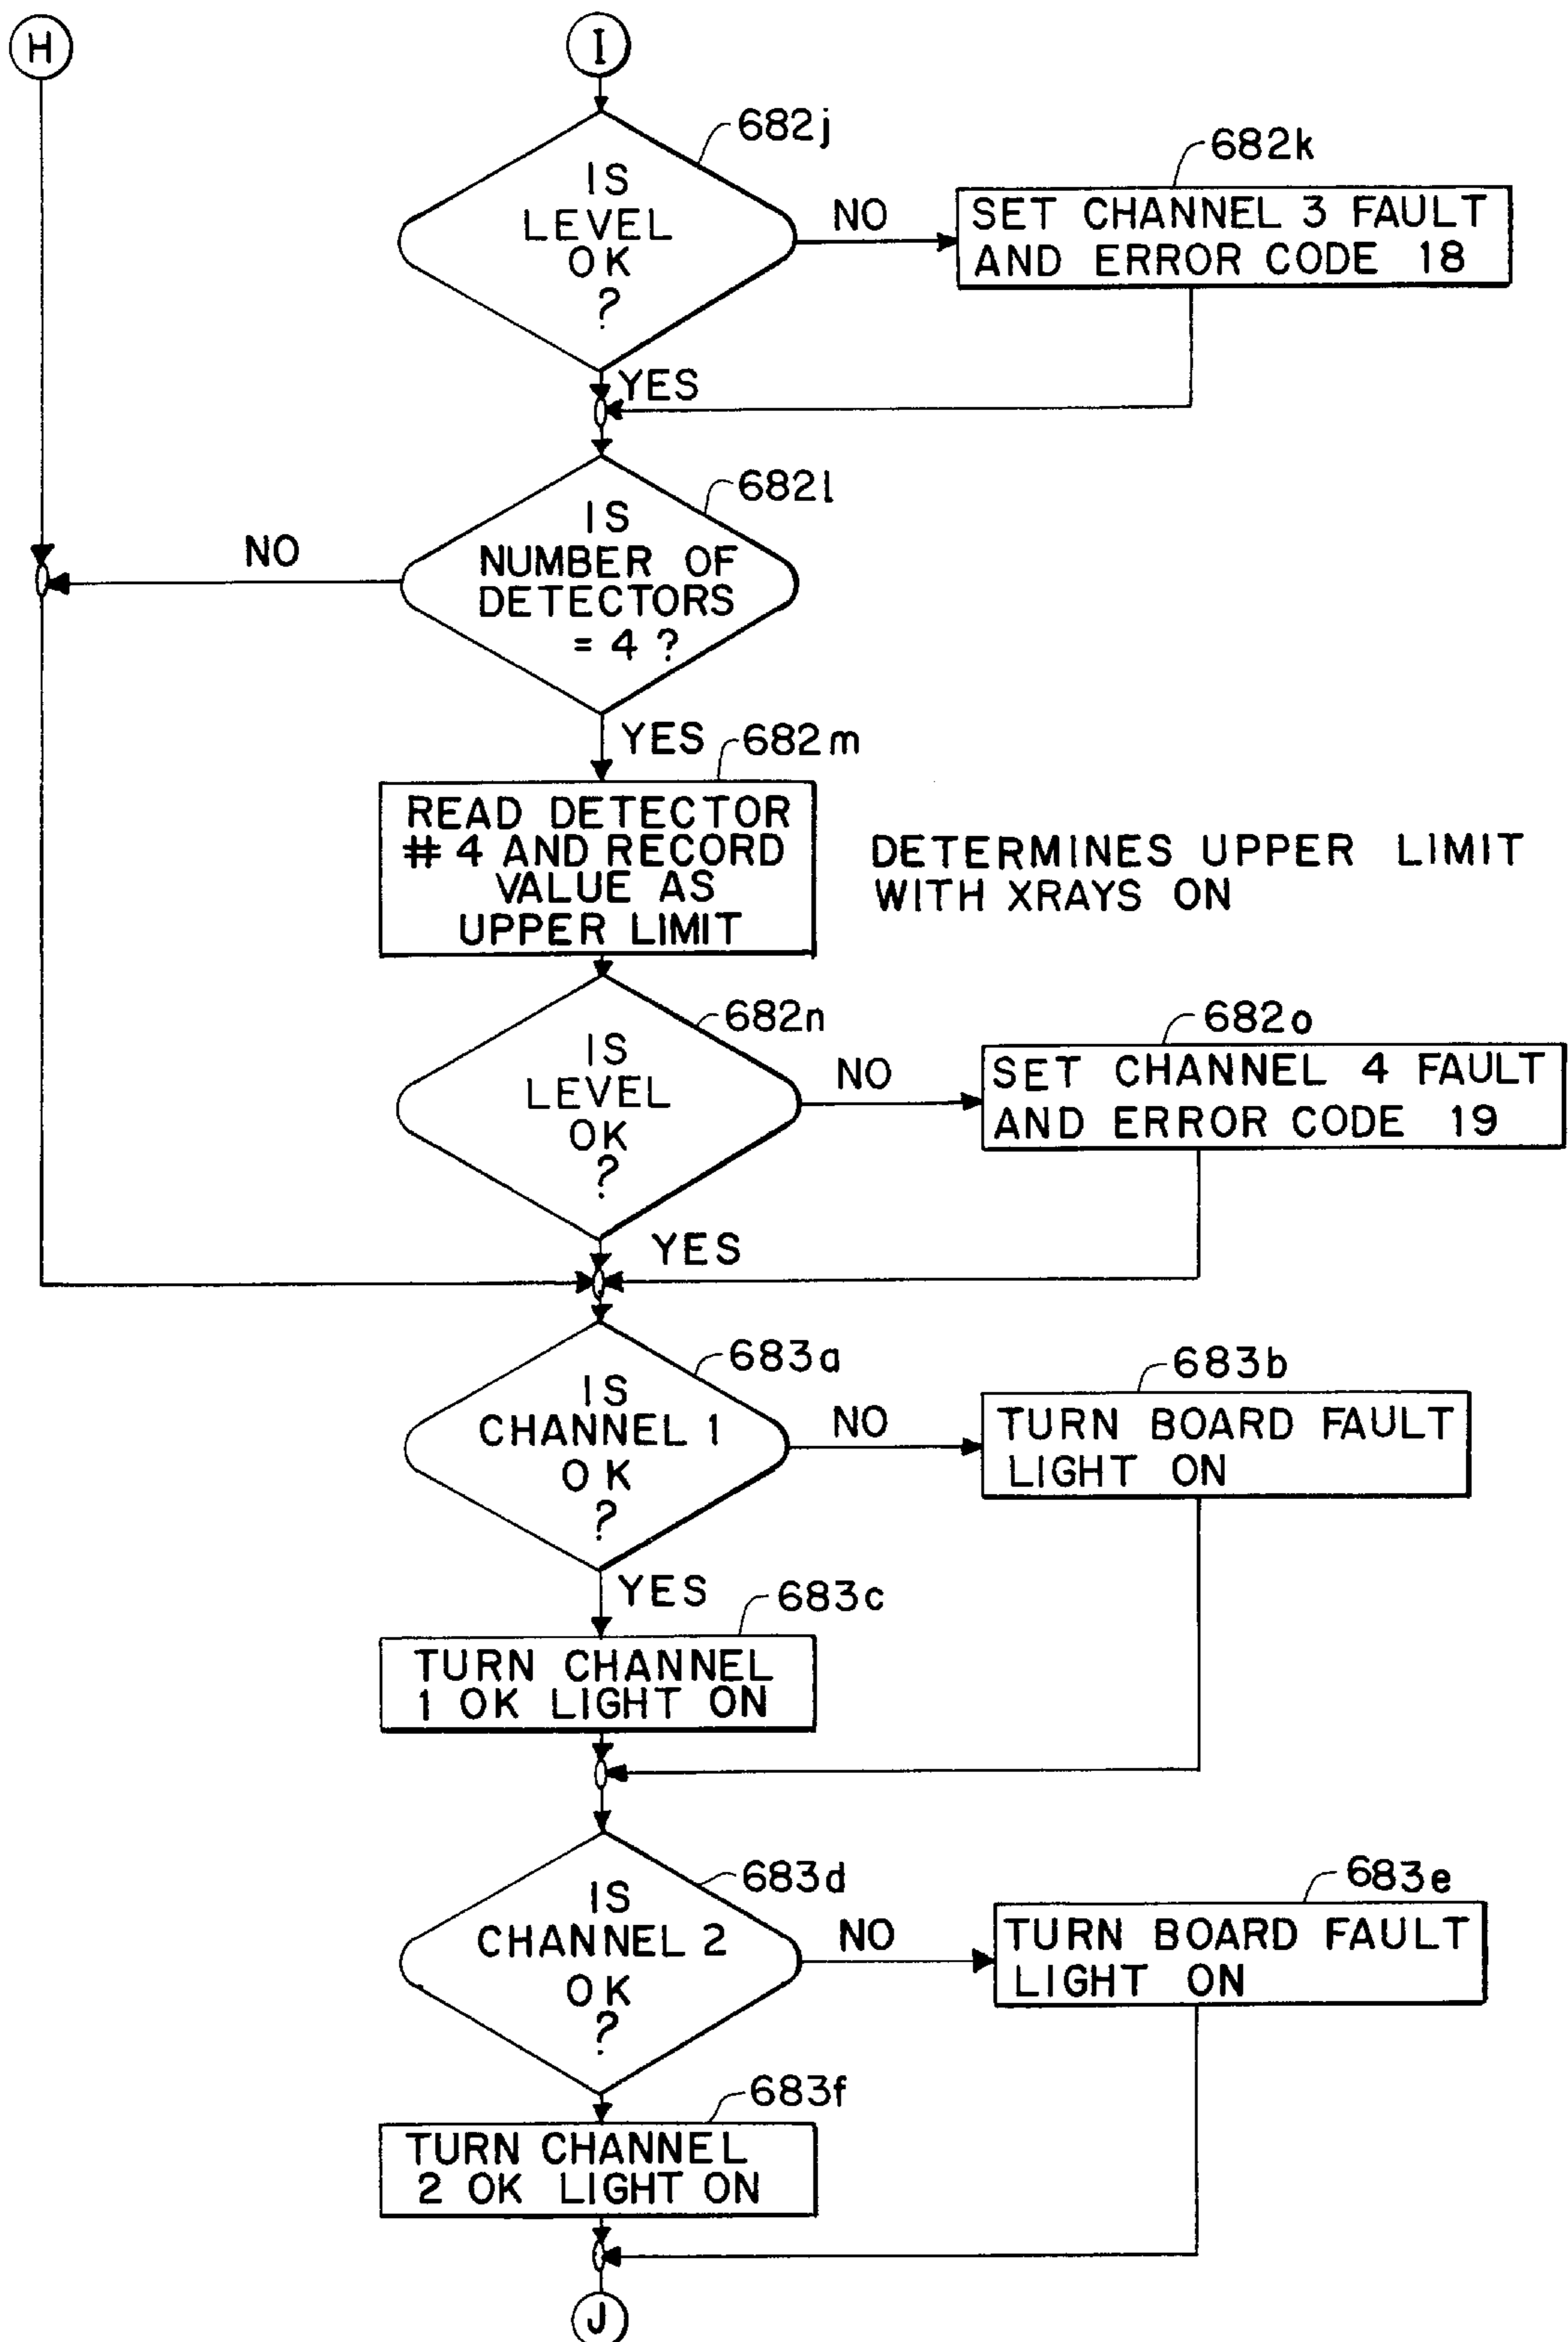 H
I
682j
IS
LEVEL
OK
?
NO
682k
SET CHANNEL 3 FAULT
AND ERROR CODE 18
YES
682l
IS
NUMBER OF
DETECTORS
= 4 ?
NO
YES
682m
READ DETECTOR
# 4 AND RECORD
VALUE AS
UPPER LIMIT
DETERMINES UPPER LIMIT
WITH XRAYS ON
682n
IS
LEVEL
OK
?
NO
682o
SET CHANNEL 4 FAULT
AND ERROR CODE 19
YES
683a
IS
CHANNEL 1
OK
?
NO
683b
TURN BOARD FAULT
LIGHT ON
YES
683c
TURN CHANNEL
1 OK LIGHT ON
683d
IS
CHANNEL 2
OK
?
NO
683e
TURN BOARD FAULT
LIGHT ON
683f
TURN CHANNEL
2 OK LIGHT ON
J